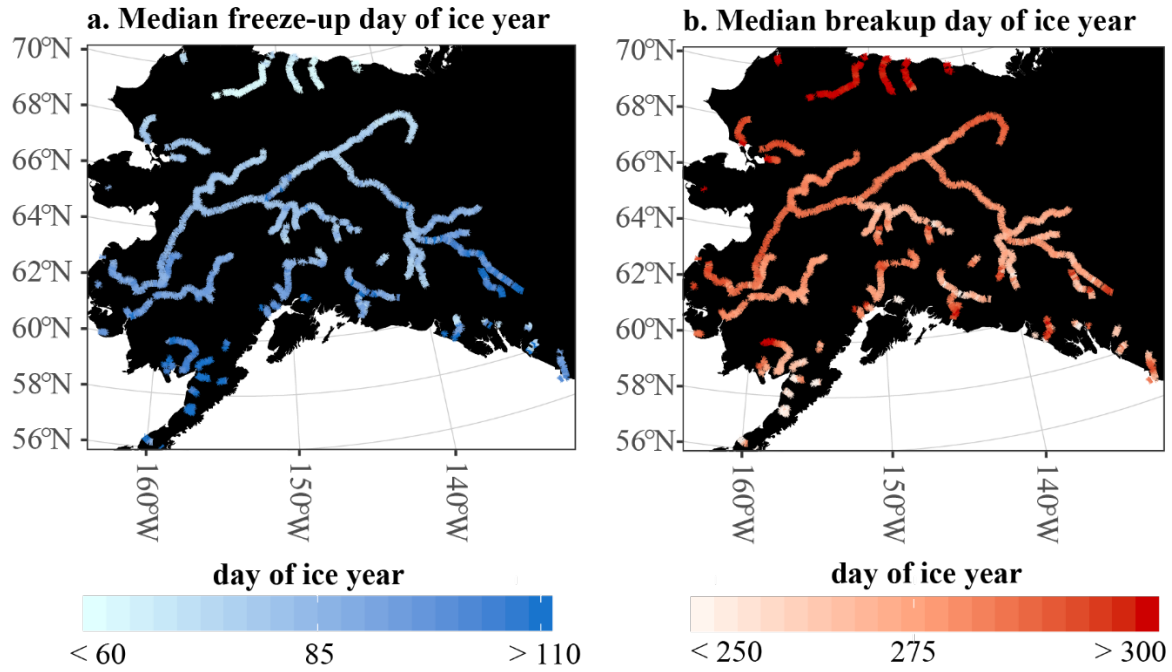 a. Median freeze-up day of ice year
b. Median breakup day of ice year
70°N
68°N
66°N
64°N
62°N
60°N
58°N
56°N
160°W
150°W
140°W
70°N
68°N
66°N
64°N
62°N
60°N
58°N
56°N
160°W
150°W
140°W
day of ice year
< 60
85
> 110
day of ice year
< 250
275
> 300